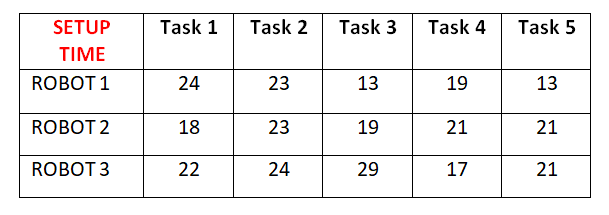 SETUP TIME Task 1 Task 2 Task 3 Task 4 Task 5
ROBOT 1 24 23 13 19 13
ROBOT 2 18 23 19 21 21
ROBOT 3 22 24 29 17 21